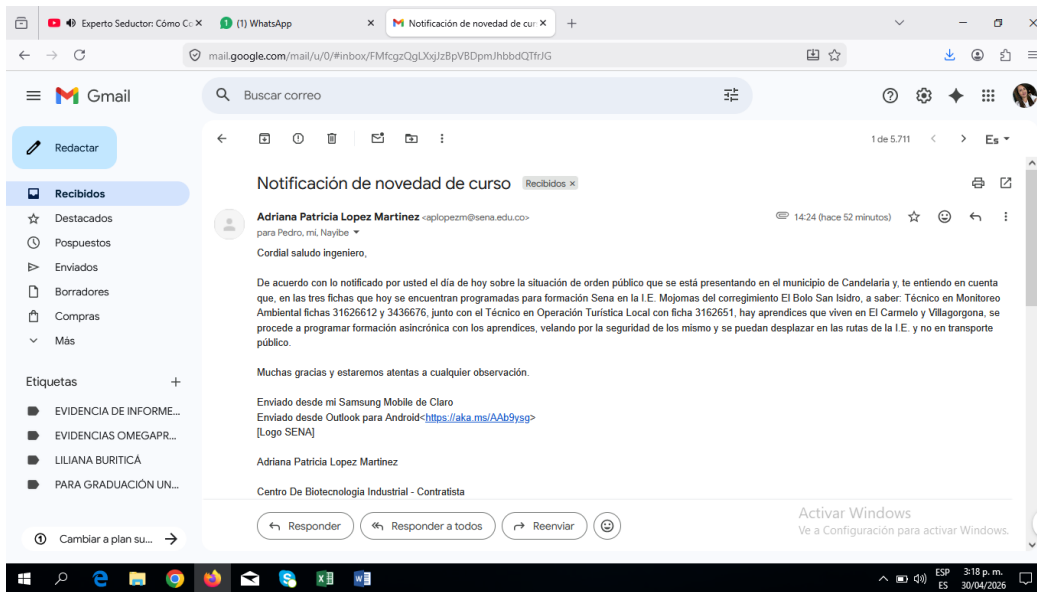 Experto Seductor: Cómo Co
(1) WhatsApp
Notificación de novedad de cur
mail.google.com/mail/u/0/#inbox/FMfcgzQgLXxjJzBpVBDpmJhbbdQTfrJG
Gmail
Buscar correo
Redactar
1 de 5.711
Es
Recibidos
Destacados
Pospuestos
Enviados
Borradores
Compras
Más
Etiquetas
EVIDENCIA DE INFORME...
EVIDENCIAS OMEGAPR...
LILIANA BURITICÁ
PARA GRADUACIÓN UN...
Cambiar a plan su...
Notificación de novedad de curso Recibidos ×
Adriana Patricia Lopez Martinez <aplopezm@sena.edu.co>
14:24 (hace 52 minutos)
para Pedro, mí, Nayibe
Cordial saludo ingeniero,
De acuerdo con lo notificado por usted el día de hoy sobre la situación de orden público que se está presentando en el municipio de Candelaria y, te entiendo en cuenta
que, en las tres fichas que hoy se encuentran programadas para formación Sena en la I.E. Mojomas del corregimiento El Bolo San Isidro, a saber: Técnico en Monitoreo
Ambiental fichas 31626612 y 3436676, junto con el Técnico en Operación Turística Local con ficha 3162651, hay aprendices que viven en El Carmelo y Villagorgona, se
procede a programar formación asincrónica con los aprendices, velando por la seguridad de los mismo y se puedan desplazar en las rutas de la I.E. y no en transporte
público.
Muchas gracias y estaremos atentas a cualquier observación.
Enviado desde mi Samsung Mobile de Claro
Enviado desde Outlook para Android<https://aka.ms/AAb9ysg>
[Logo SENA]
Adriana Patricia Lopez Martinez
Centro De Biotecnologia Industrial - Contratista
Responder
Responder a todos
Reenviar
Activar Windows
Ve a Configuración para activar Windows.
ESP
ES
3:18 p. m.
30/04/2026